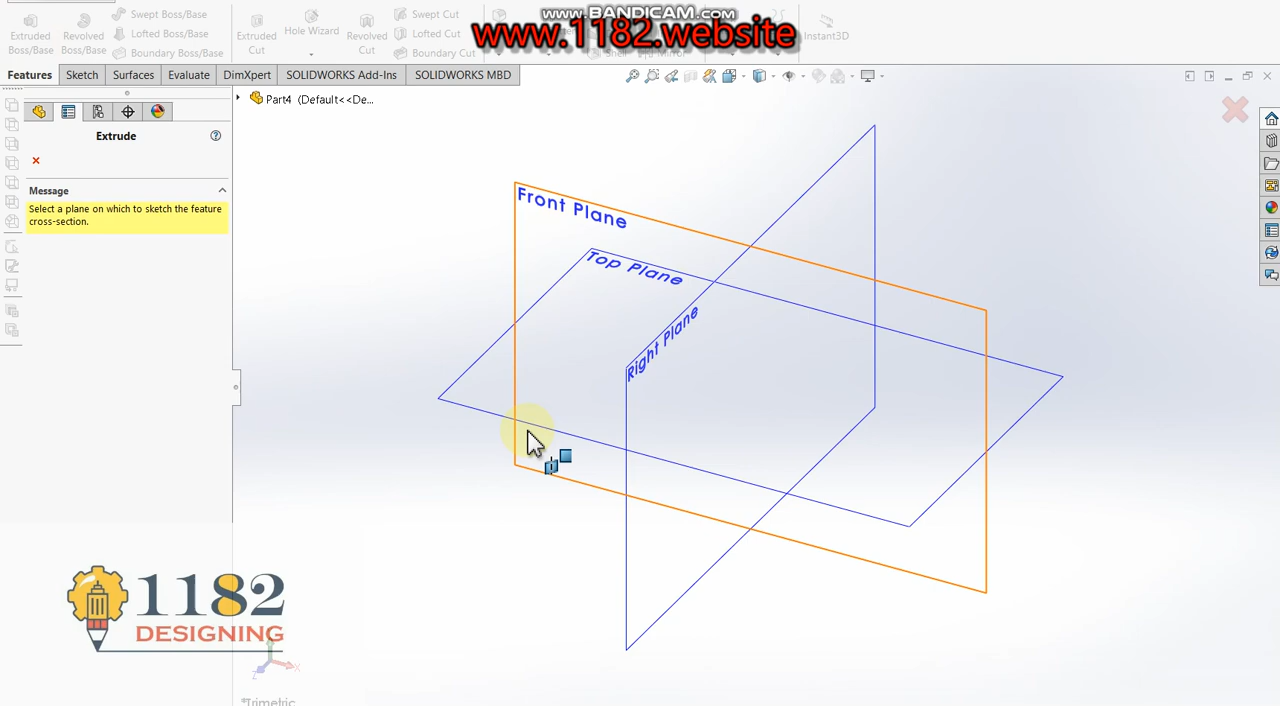 www.BANDICAM.com
www.1182.website
Extruded Boss/Base
Revolved Boss/Base
Swept Boss/Base
Lofted Boss/Base
Boundary Boss/Base
Extruded Cut
Hole Wizard
Revolved Cut
Swept Cut
Lofted Cut
Boundary Cut
Shell
Mirror
Instant3D
Features
Sketch
Surfaces
Evaluate
DimXpert
SOLIDWORKS Add-Ins
SOLIDWORKS MBD
Part4 (Default<<De...
Extrude
Message
Select a plane on which to sketch the feature
cross-section.
Front Plane
Top Plane
Right Plane
1182
DESIGNING
Z
X
*Trimetric